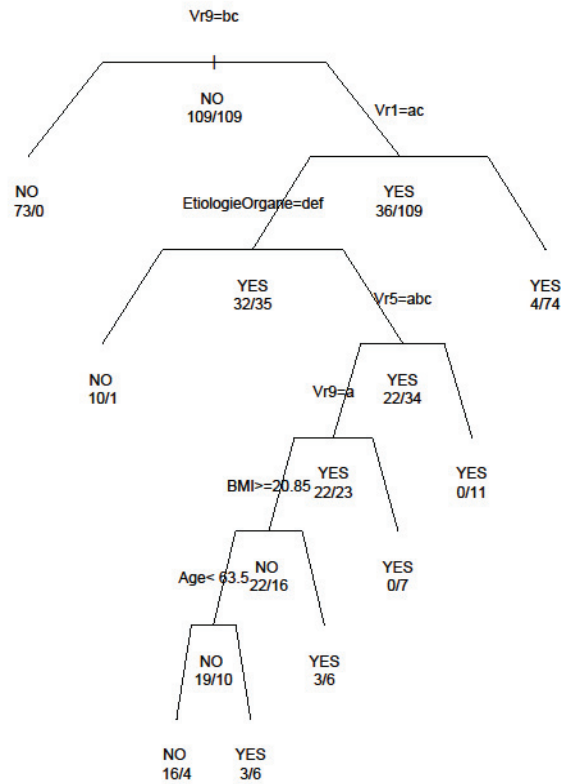 Vr9=bc
NO
109/109
Vr1=ac
NO
73/0
YES
36/109
EtiologieOrgane=def
YES
32/35
YES
4/74
Vr5=abc
NO
10/1
YES
22/34
Vr9=a
YES
22/23
YES
0/11
BMI>=20.85
NO
22/16
YES
0/7
Age< 63.5
NO
19/10
YES
3/6
NO
16/4
YES
3/6